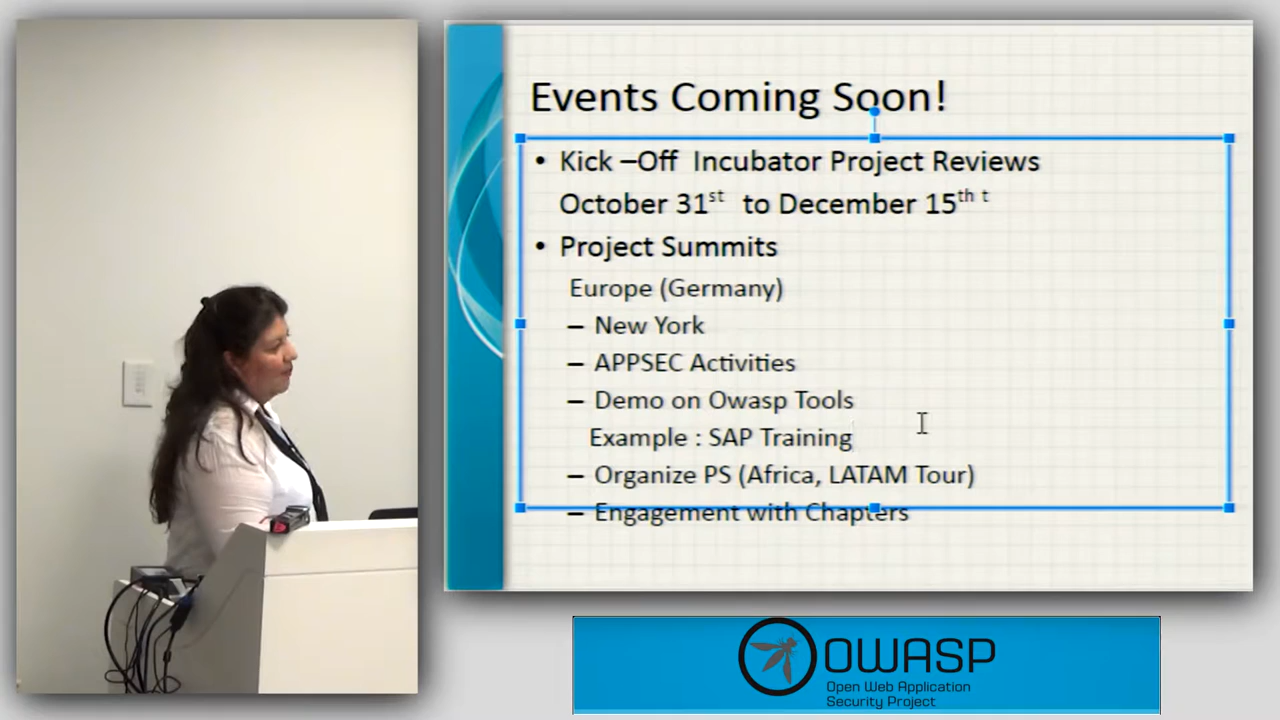 Events Coming Soon!
• Kick –Off Incubator Project Reviews
October 31st to December 15th t
• Project Summits
Europe (Germany)
– New York
– APPSEC Activities
– Demo on Owasp Tools
Example : SAP Training
– Organize PS (Africa, LATAM Tour)
– Engagement with Chapters
OWASP
Open Web Application
Security Project